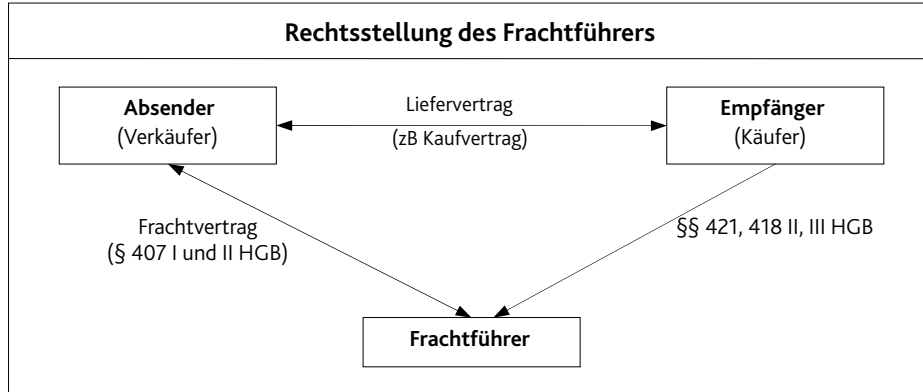 Rechtsstellung des Frachtführers
Absender
(Verkäufer)
Liefervertrag
(zB Kaufvertrag)
Empfänger
(Käufer)
Frachtvertrag
(§ 407 I und II HGB)
§§ 421, 418 II, III HGB
Frachtführer